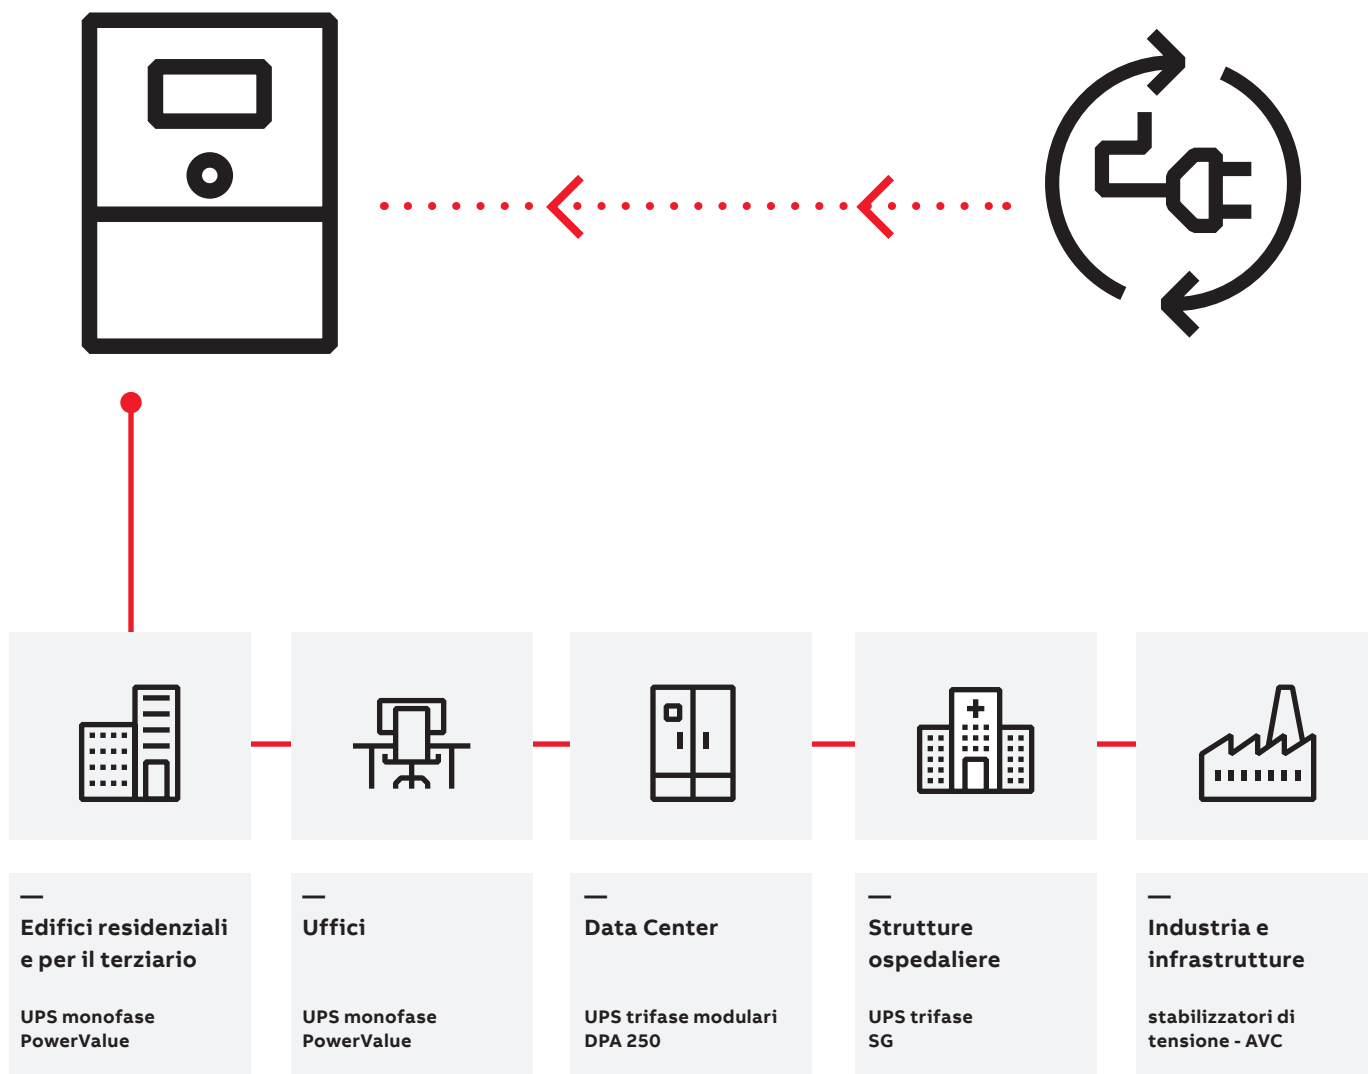 Edifici residenziali
e per il terziario
UPS monofase
PowerValue
Uffici
UPS monofase
PowerValue
Data Center
UPS trifase modulari
DPA 250
Strutture
ospedaliere
UPS trifase
SG
Industria e
infrastrutture
stabilizzatori di
tensione - AVC